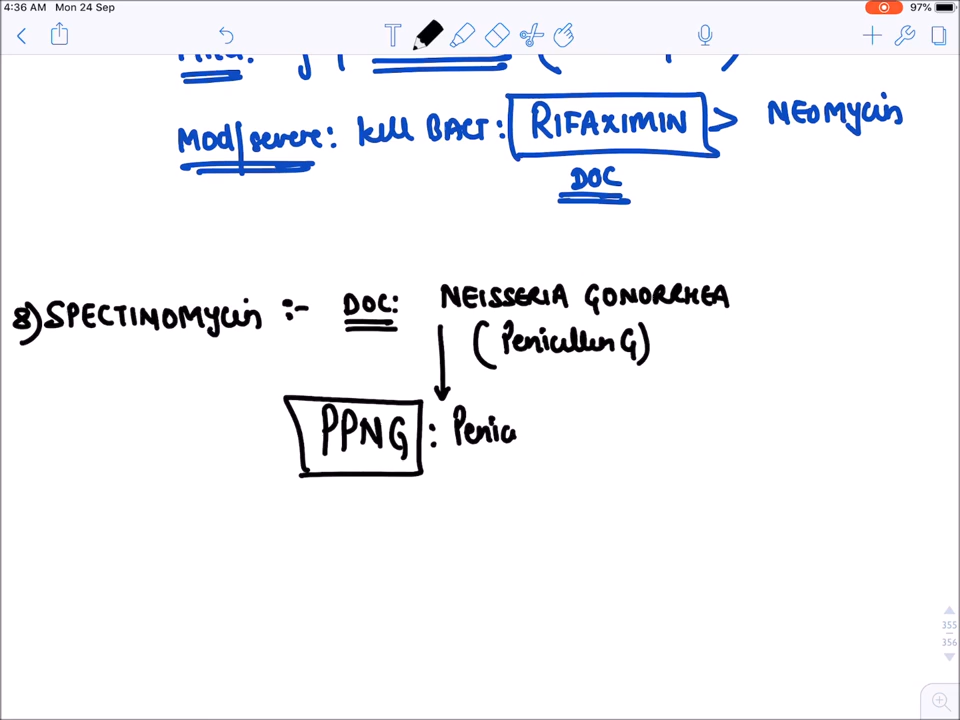 4:36 AM Mon 24 Sep
97%
T
Mod/severe: kill BACT: RIFAXIMIN > NEOMycin
DOC
8) SPECTINOMycin :- DOC: NEISSERIA GONORRHEA
(Penicillin G)
PPNG : Penic
355
356